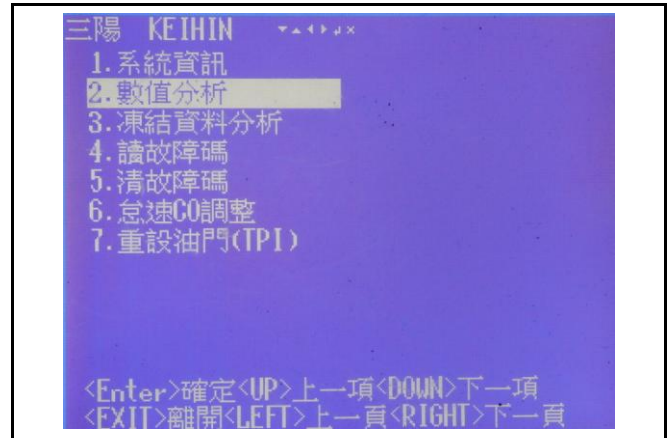 三陽 KEIHIN ▼▲◀▶↲×
1.系統資訊
2.數值分析
3.凍結資料分析
4.讀故障碼
5.清故障碼
6.怠速CO調整
7.重設油門(TPI)
<Enter>確定<UP>上一項<DOWN>下一項
<EXIT>離開<LEFT>上一頁<RIGHT>下一頁